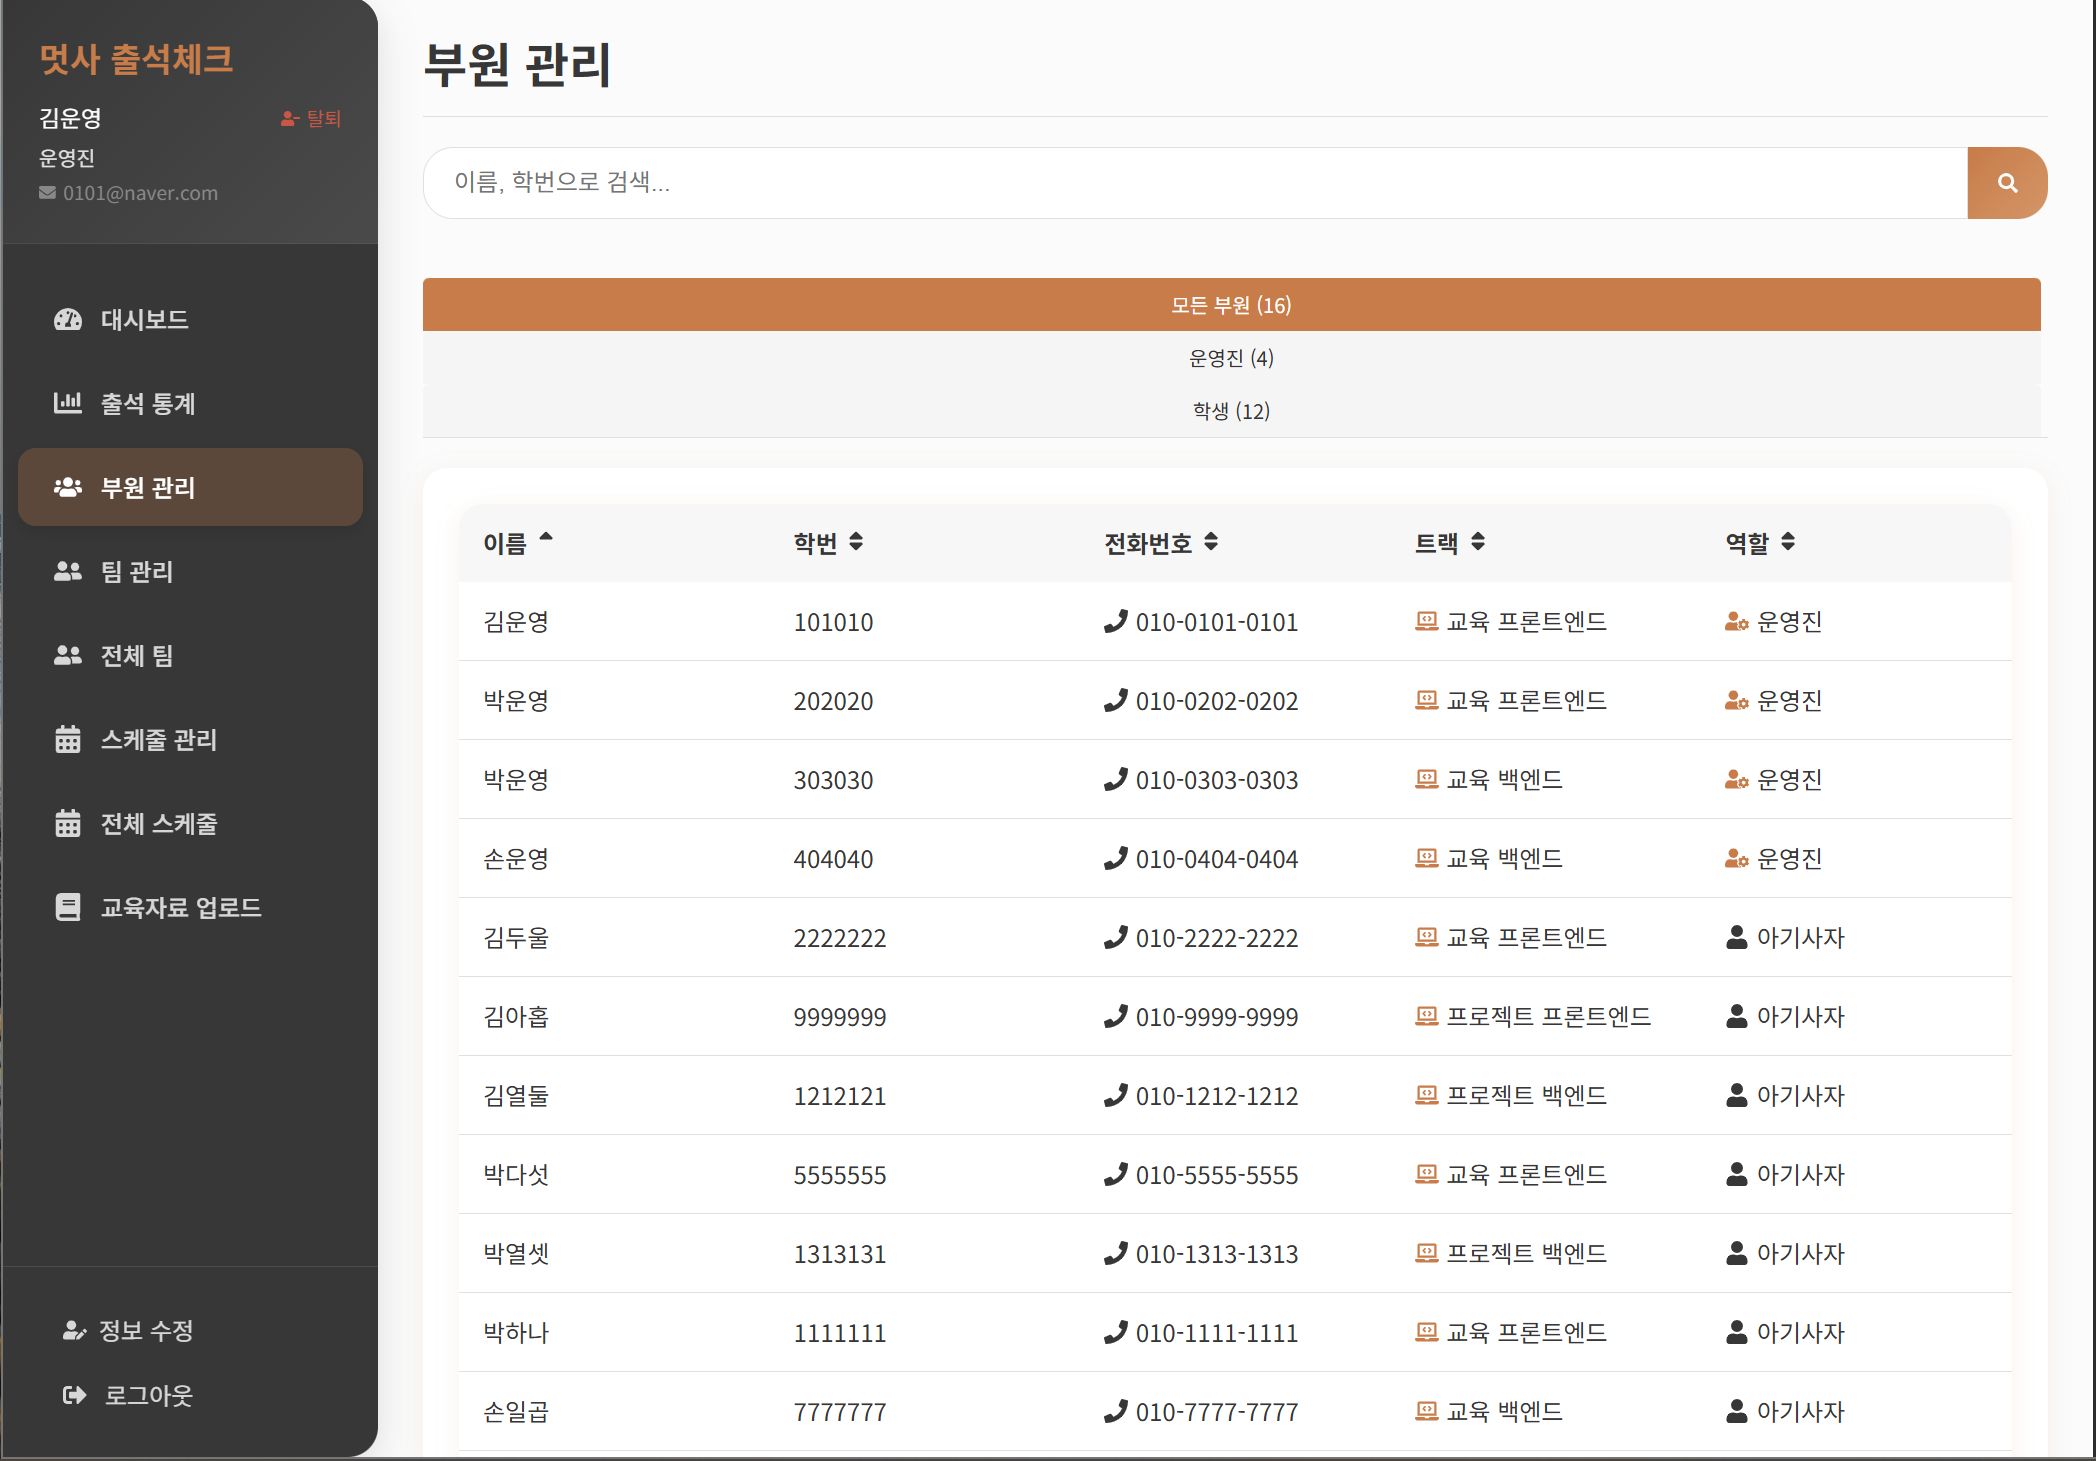 멋사 출석체크
김운영 탈퇴
운영진
0101@naver.com
대시보드
출석 통계
부원 관리
팀 관리
전체 팀
스케줄 관리
전체 스케줄
교육자료 업로드
정보 수정
로그아웃
부원 관리
이름, 학번으로 검색...
모든 부원 (16)
운영진 (4)
학생 (12)
이름 학번 전화번호 트랙 역할
김운영 101010 010-0101-0101 교육 프론트엔드 운영진
박운영 202020 010-0202-0202 교육 프론트엔드 운영진
박운영 303030 010-0303-0303 교육 백엔드 운영진
손운영 404040 010-0404-0404 교육 백엔드 운영진
김두울 2222222 010-2222-2222 교육 프론트엔드 아기사자
김아홉 9999999 010-9999-9999 프로젝트 프론트엔드 아기사자
김열둘 1212121 010-1212-1212 프로젝트 백엔드 아기사자
박다섯 5555555 010-5555-5555 교육 프론트엔드 아기사자
박열셋 1313131 010-1313-1313 프로젝트 백엔드 아기사자
박하나 1111111 010-1111-1111 교육 프론트엔드 아기사자
손일곱 7777777 010-7777-7777 교육 백엔드 아기사자